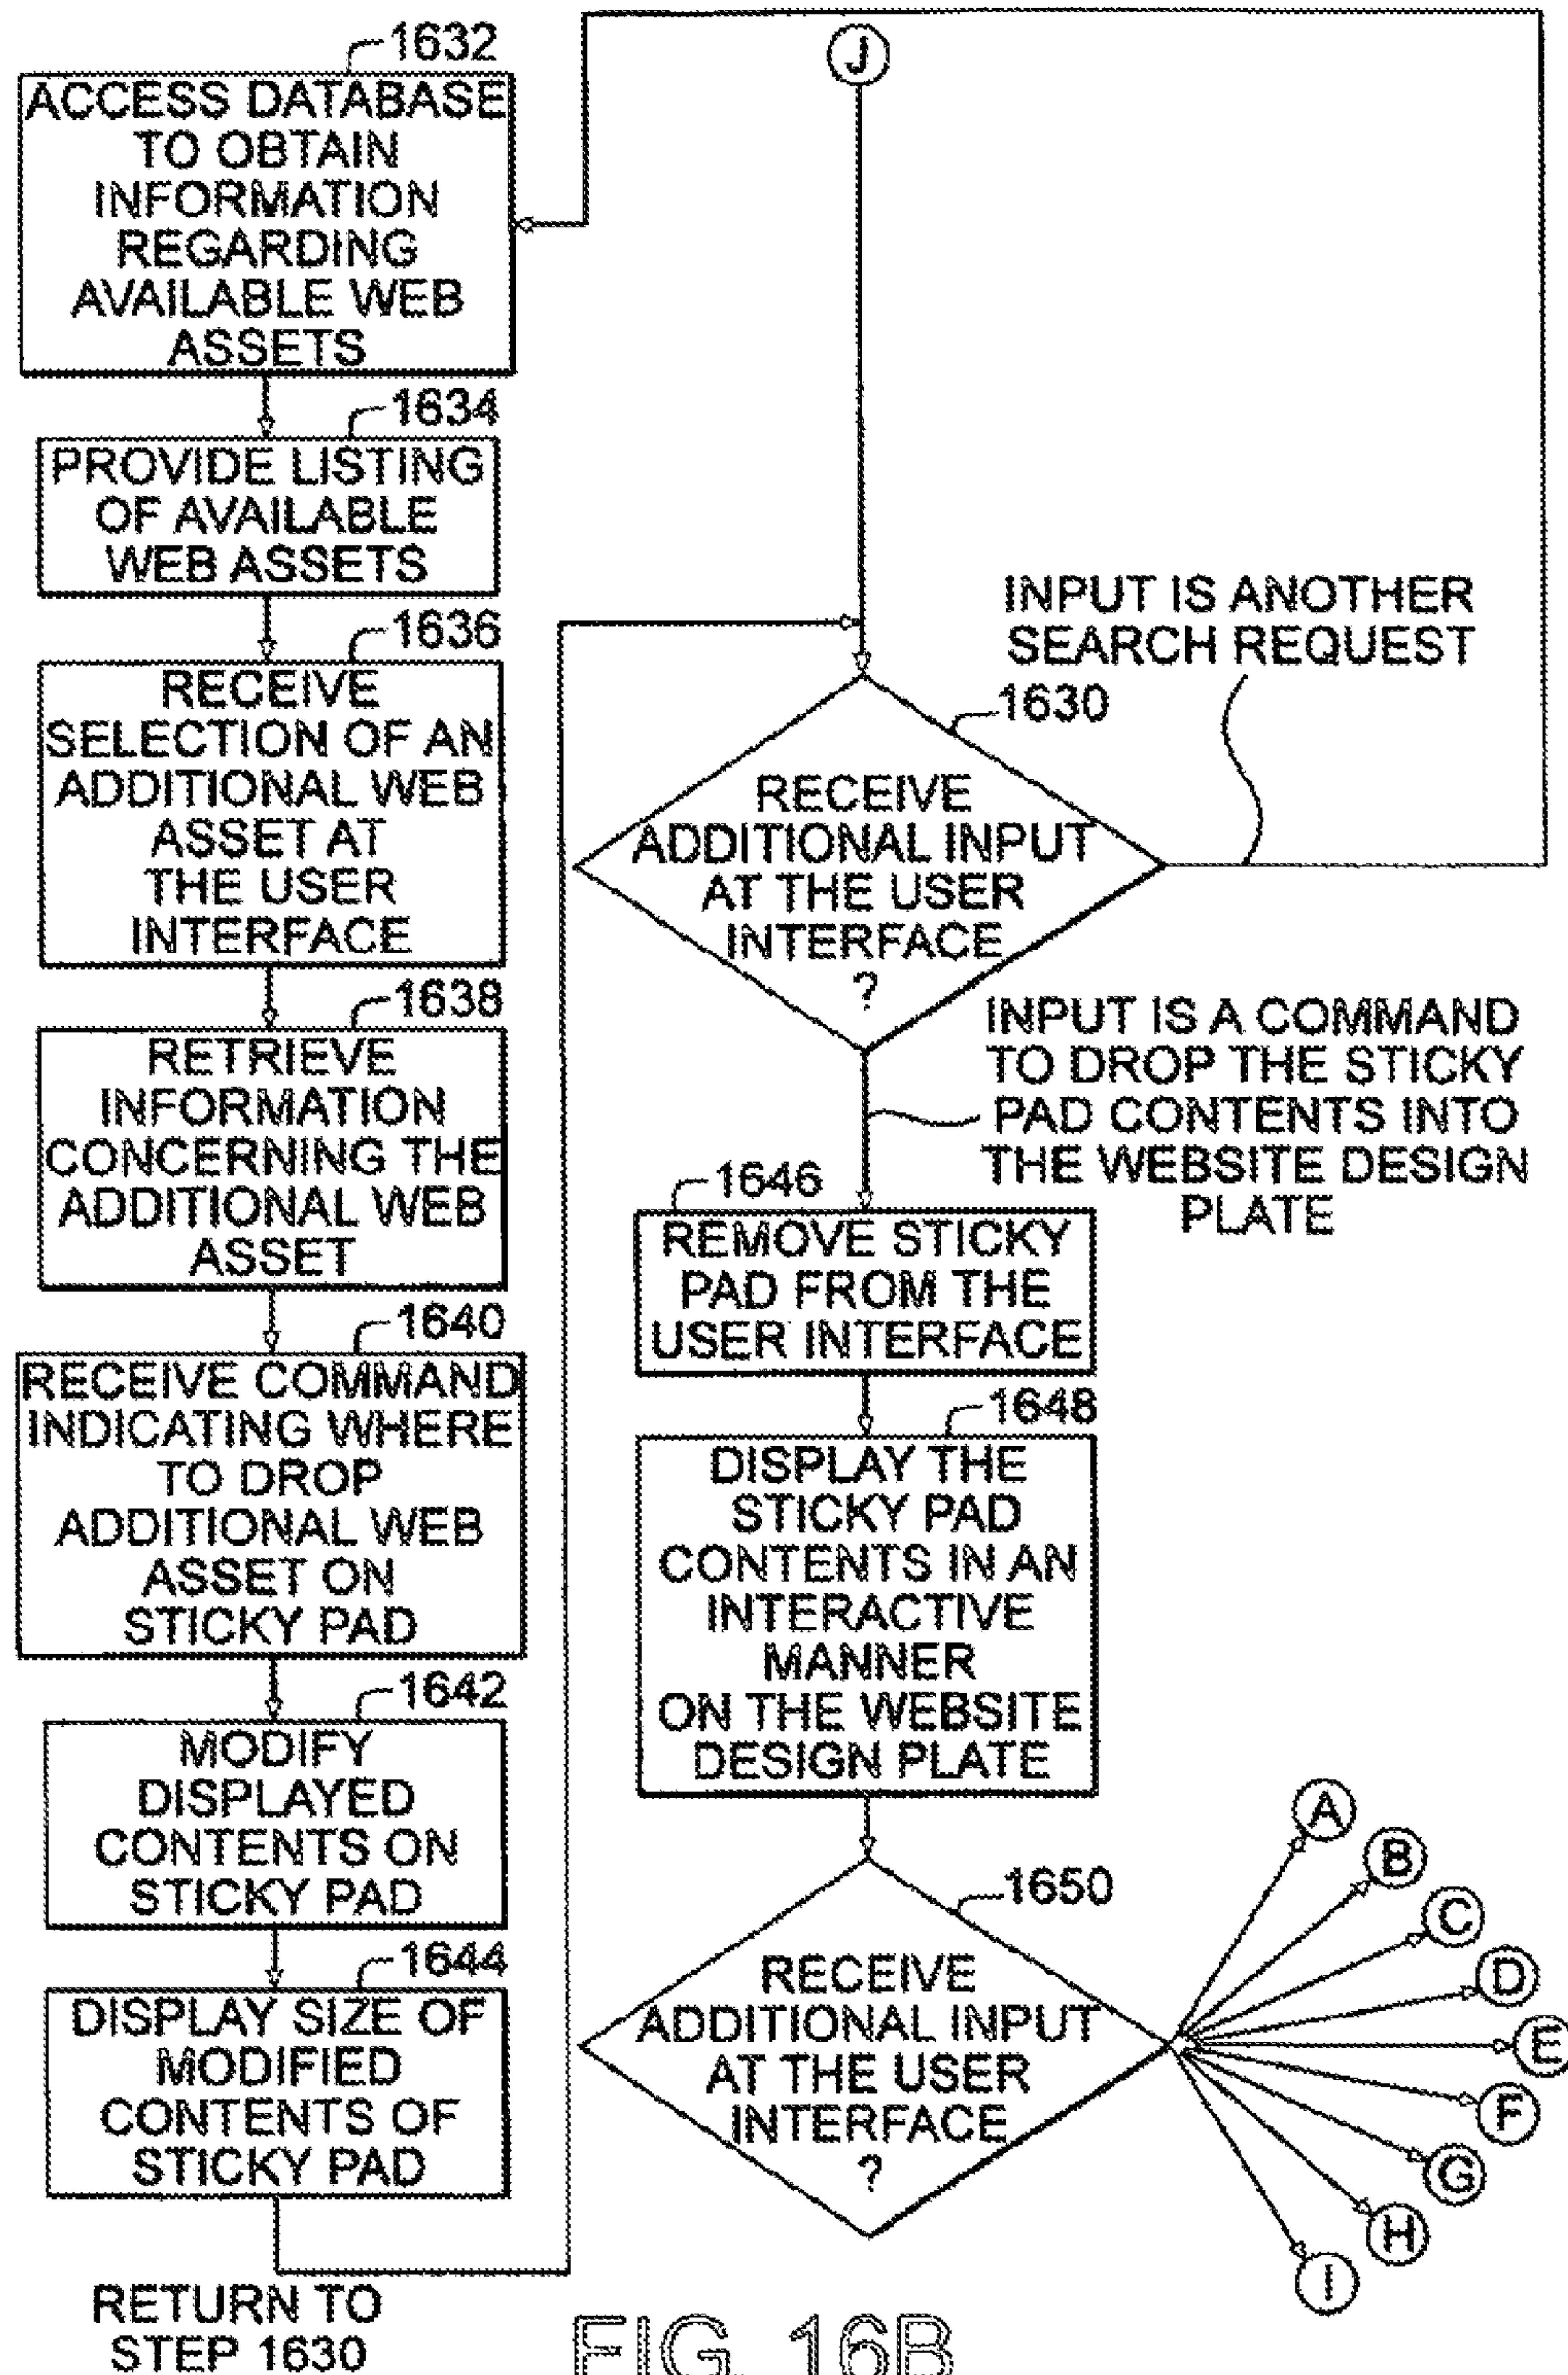 1632
ACCESS DATABASE
TO OBTAIN
INFORMATION
REGARDING
AVAILABLE WEB
ASSETS
1634
PROVIDE LISTING
OF AVAILABLE
WEB ASSETS
1636
RECEIVE
SELECTION OF AN
ADDITIONAL WEB
ASSET AT
THE USER
INTERFACE
1638
RETRIEVE
INFORMATION
CONCERNING THE
ADDITIONAL WEB
ASSET
1640
RECEIVE COMMAND
INDICATING WHERE
TO DROP
ADDITIONAL WEB
ASSET ON
STICKY PAD
1642
MODIFY
DISPLAYED
CONTENTS ON
STICKY PAD
1644
DISPLAY SIZE OF
MODIFIED
CONTENTS OF
STICKY PAD
RETURN TO
STEP 1630
J
INPUT IS ANOTHER
SEARCH REQUEST
1630
RECEIVE
ADDITIONAL INPUT
AT THE USER
INTERFACE
?
INPUT IS A COMMAND
TO DROP THE STICKY
PAD CONTENTS INTO
THE WEBSITE DESIGN
PLATE
1646
REMOVE STICKY
PAD FROM THE
USER INTERFACE
1648
DISPLAY THE
STICKY PAD
CONTENTS IN AN
INTERACTIVE
MANNER
ON THE WEBSITE
DESIGN PLATE
1650
RECEIVE
ADDITIONAL INPUT
AT THE USER
INTERFACE
?
A
B
C
D
E
F
G
H
I
FIG. 16B